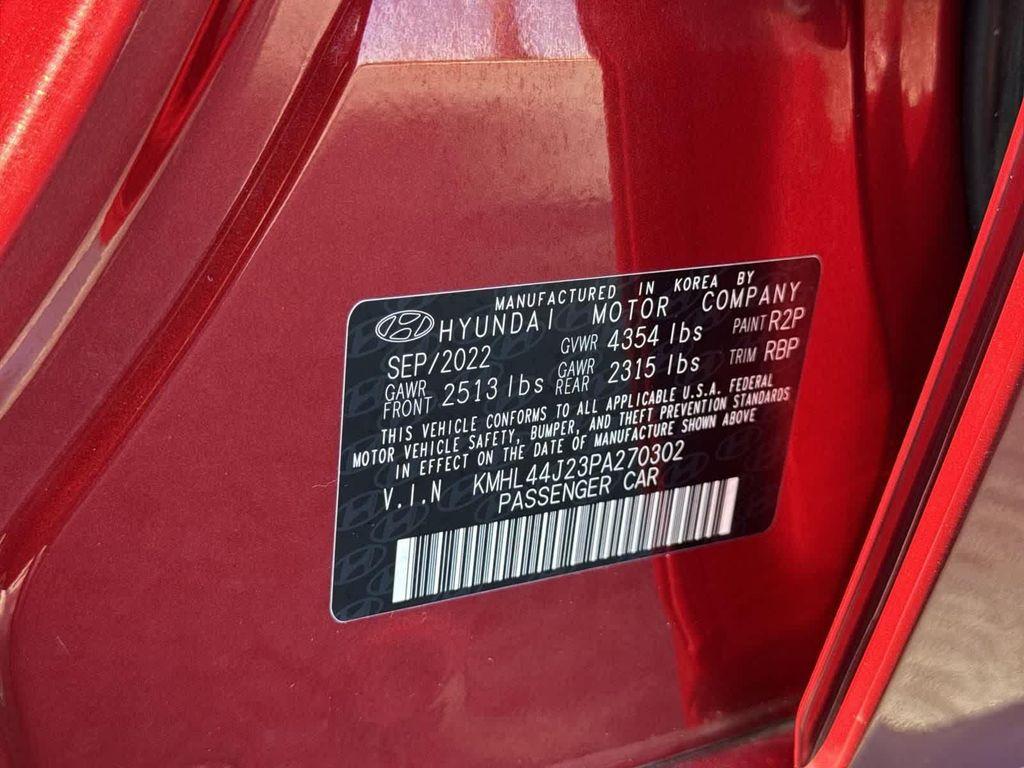 MANUFACTURED IN KOREA BY
HYUNDAI MOTOR COMPANY
SEP/2022 GVWR 4354 lbs PAINT R2P
GAWR FRONT 2513 lbs GAWR REAR 2315 lbs TRIM RBP
THIS VEHICLE CONFORMS TO ALL APPLICABLE U.S.A. FEDERAL
MOTOR VEHICLE SAFETY, BUMPER, AND THEFT PREVENTION STANDARDS
IN EFFECT ON THE DATE OF MANUFACTURE SHOWN ABOVE
V.I.N KMHL44J23PA270302
PASSENGER CAR